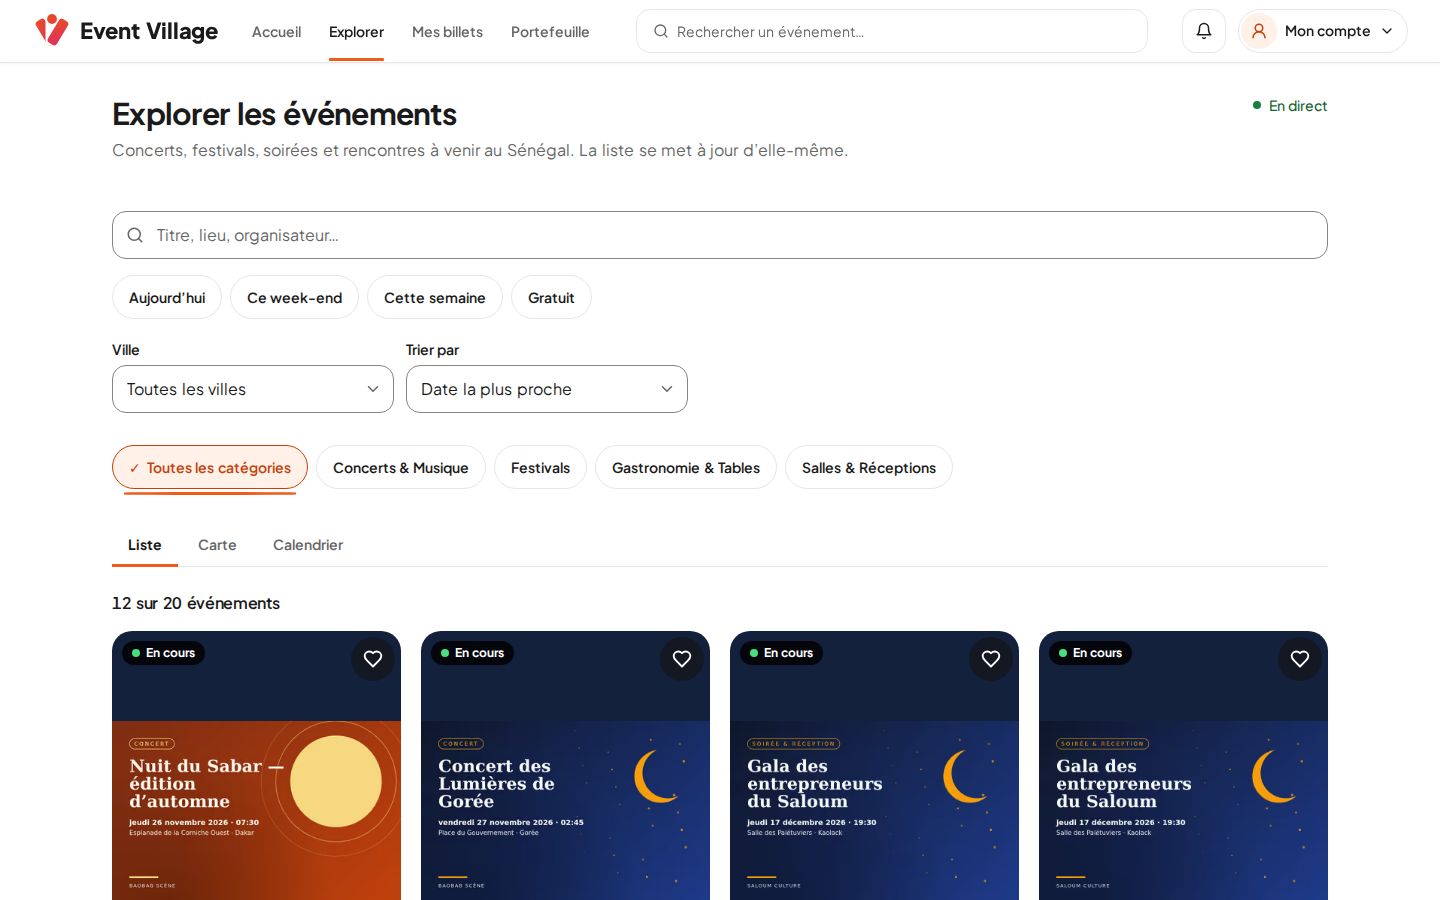 Event Village
Accueil
Explorer
Mes billets
Portefeuille
Rechercher un événement…
Mon compte
Explorer les événements
En direct
Concerts, festivals, soirées et rencontres à venir au Sénégal. La liste se met à jour d’elle-même.
Titre, lieu, organisateur…
Aujourd’hui
Ce week-end
Cette semaine
Gratuit
Ville
Trier par
Toutes les villes
Date la plus proche
✓ Toutes les catégories
Concerts & Musique
Festivals
Gastronomie & Tables
Salles & Réceptions
Liste
Carte
Calendrier
12 sur 20 événements
En cours
CONCERT
Nuit du Sabar —
édition
d’automne
jeudi 26 novembre 2026 · 07:30
Esplanade de la Corniche Ouest · Dakar
BAOBAB SCÈNE
En cours
CONCERT
Concert des
Lumières de
Gorée
vendredi 27 novembre 2026 · 02:45
Place du Gouvernement · Gorée
BAOBAB SCÈNE
En cours
SOIRÉE & RÉCEPTION
Gala des
entrepreneurs
du Saloum
jeudi 17 décembre 2026 · 19:30
Salle des Palétuviers · Kaolack
SALOUM CULTURE
En cours
SOIRÉE & RÉCEPTION
Gala des
entrepreneurs
du Saloum
jeudi 17 décembre 2026 · 19:30
Salle des Palétuviers · Kaolack
SALOUM CULTURE